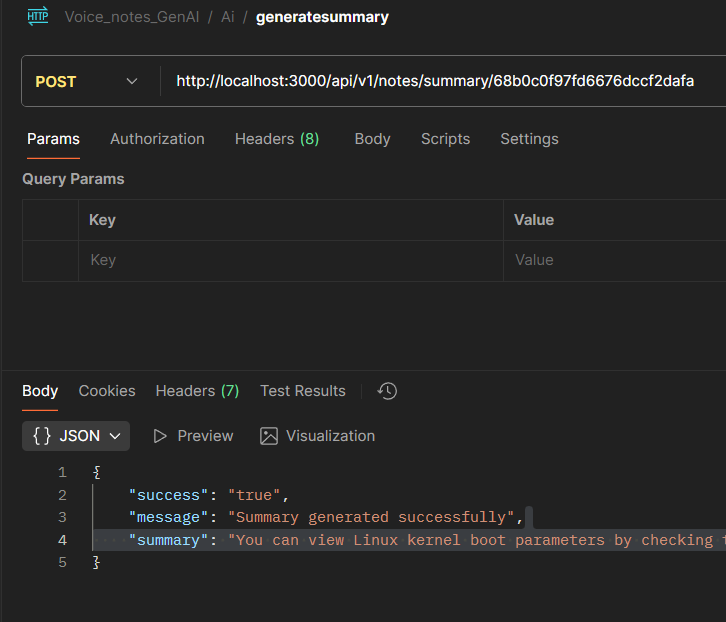 HTTP Voice_notes_GenAI / Ai / generatesummary
POST http://localhost:3000/api/v1/notes/summary/68b0c0f97fd6676dccf2dafa
Params Authorization Headers (8) Body Scripts Settings
Query Params
Key Value
Key Value
Body Cookies Headers (7) Test Results
{} JSON Preview Visualization
1 {
2 "success": "true",
3 "message": "Summary generated successfully",
4 "summary": "You can view Linux kernel boot parameters by checking
5 }